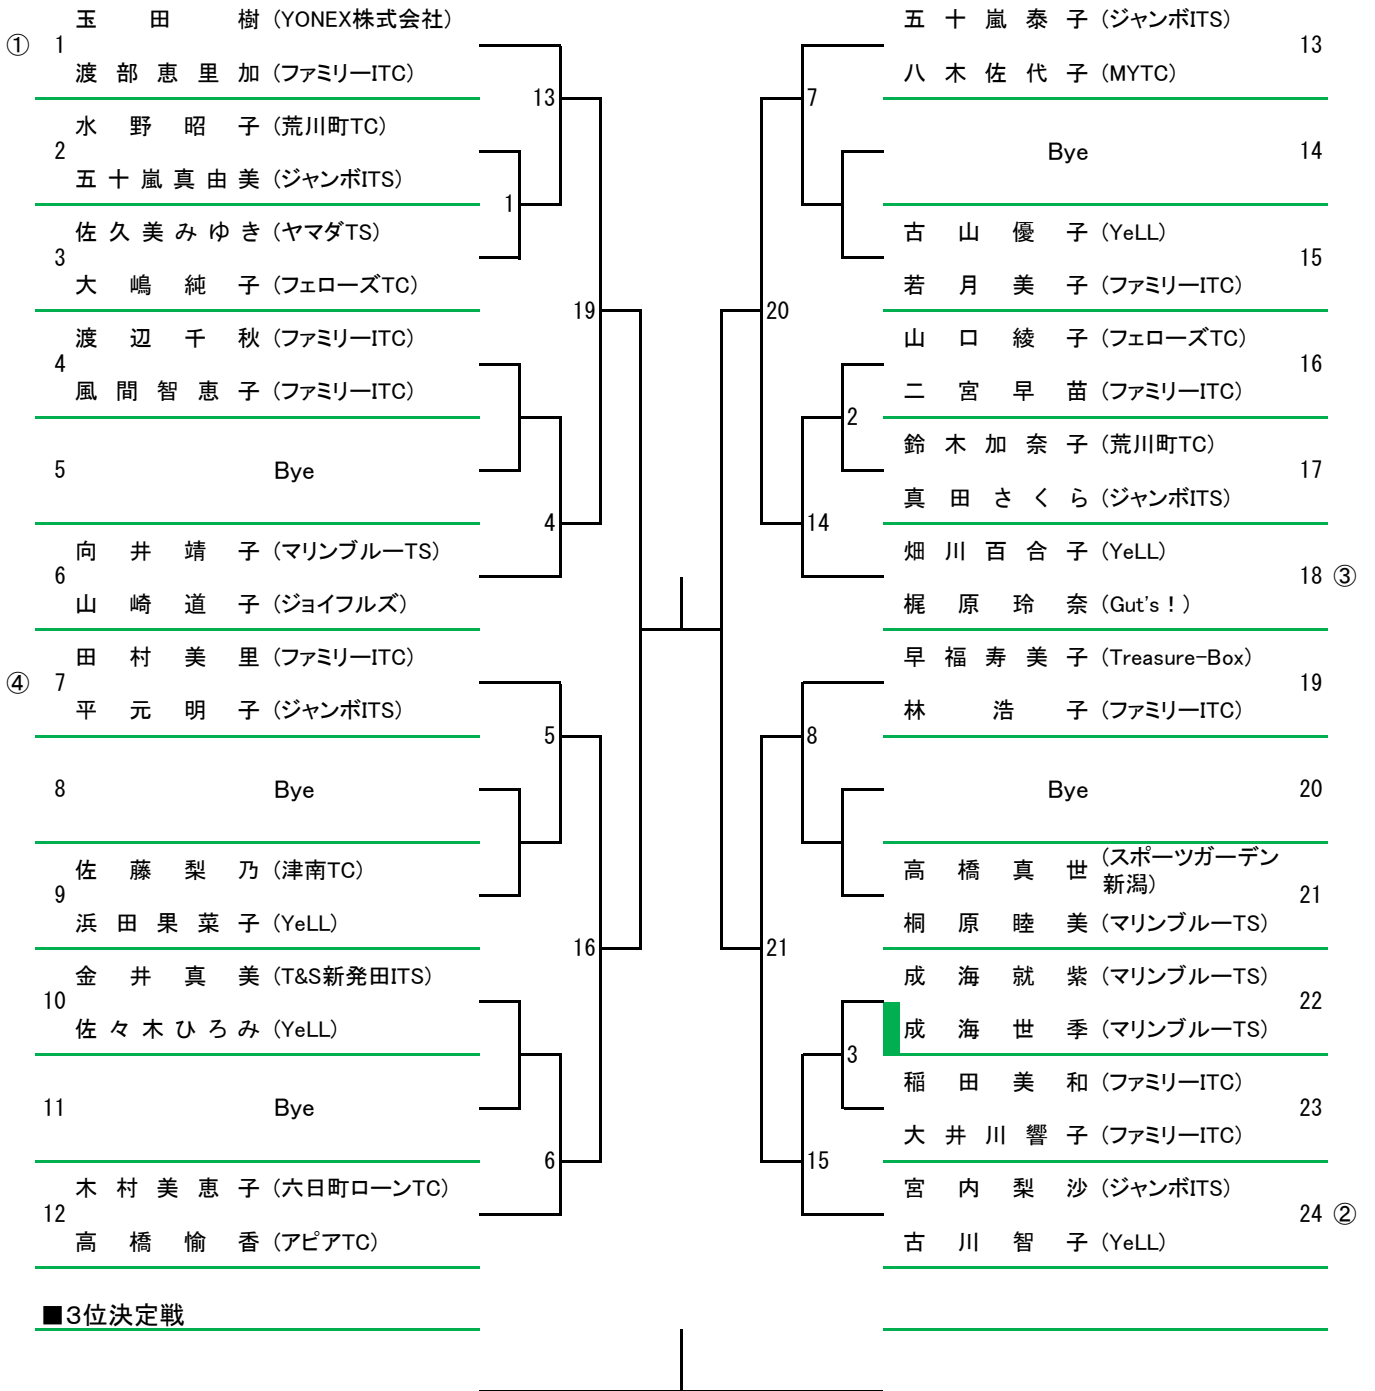 ① 1 玉田樹 (YONEX株式会社)
渡部恵里加 (ファミリーITC)
2 水野昭子 (荒川町TC)
五十嵐真由美 (ジャンボITS)
3 佐久美みゆき (ヤマダTS)
大嶋純子 (フェローズTC)
4 渡辺千秋 (ファミリーITC)
風間智恵子 (ファミリーITC)
5 Bye
6 向井靖子 (マリンブルーTS)
山崎道子 (ジョイフルズ)
④ 7 田村美里 (ファミリーITC)
平元明子 (ジャンボITS)
8 Bye
9 佐藤梨乃 (津南TC)
浜田果菜子 (YeLL)
10 金井真美 (T&S新発田ITS)
佐々木ひろみ (YeLL)
11 Bye
12 木村美恵子 (六日町ローンTC)
高橋愉香 (アピアTC)
13
1
19
4
5
16
6
7
20
2
14
8
21
3
15
五十嵐泰子 (ジャンボITS) 13
八木佐代子 (MYTC)
Bye 14
古山優子 (YeLL) 15
若月美子 (ファミリーITC)
山口綾子 (フェローズTC) 16
二宮早苗 (ファミリーITC)
鈴木加奈子 (荒川町TC) 17
真田さくら (ジャンボITS)
畑川百合子 (YeLL) 18 ③
梶原玲奈 (Gut's！)
早福寿美子 (Treasure-Box) 19
林浩子 (ファミリーITC)
Bye 20
高橋真世 (スポーツガーデン
新潟) 21
桐原睦美 (マリンブルーTS)
成海就紫 (マリンブルーTS) 22
成海世季 (マリンブルーTS)
稲田美和 (ファミリーITC) 23
大井川響子 (ファミリーITC)
宮内梨沙 (ジャンボITS) 24 ②
古川智子 (YeLL)
■3位決定戦